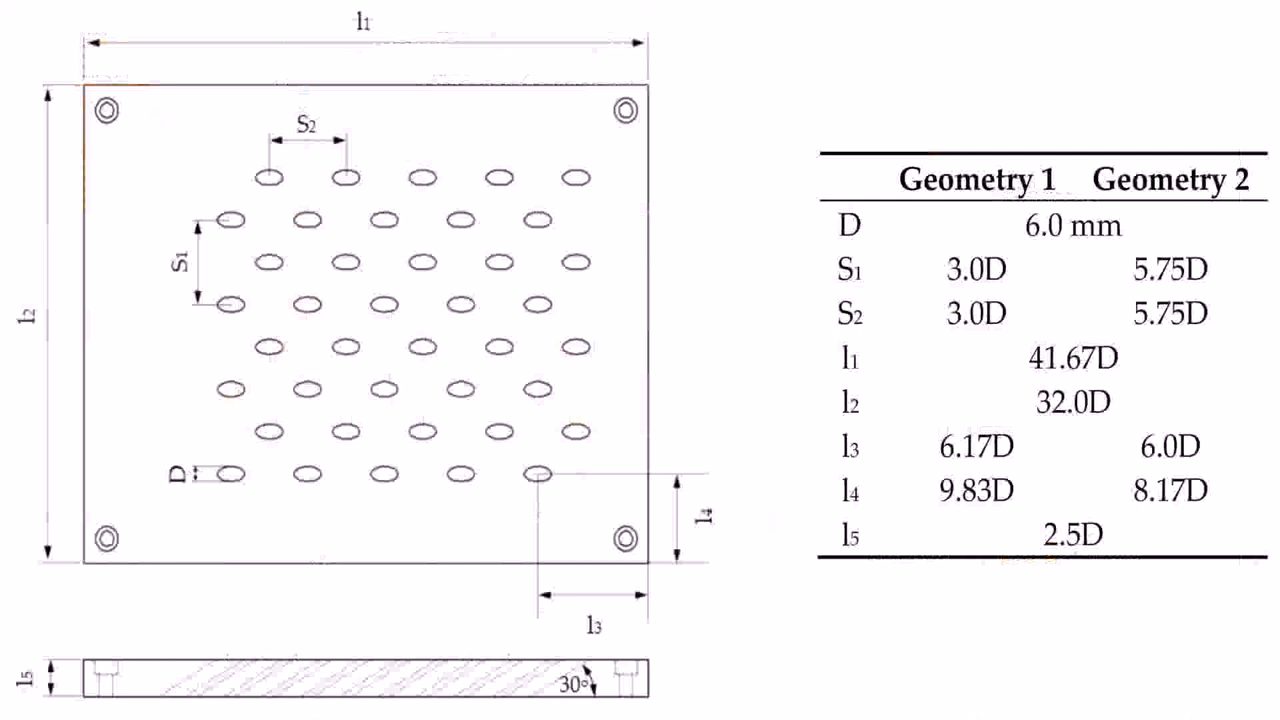 l1
S2
S1
l2
D
l4
l3
l5
30°
Geometry 1 Geometry 2
D 6.0 mm
S1 3.0D 5.75D
S2 3.0D 5.75D
l1 41.67D
l2 32.0D
l3 6.17D 6.0D
l4 9.83D 8.17D
l5 2.5D